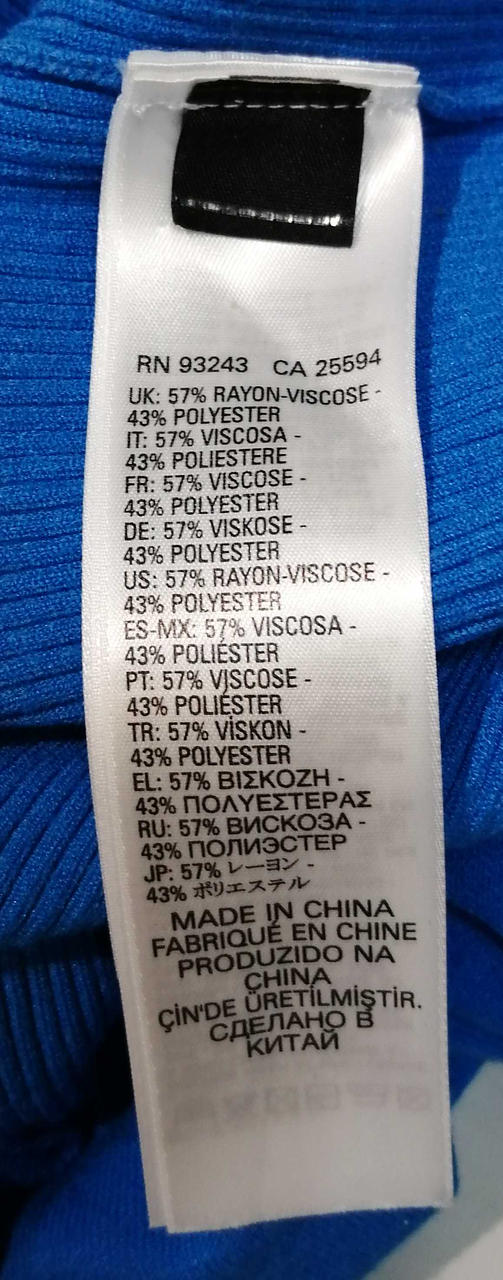 RN 93243 CA 25594
UK: 57% RAYON-VISCOSE -
43% POLYESTER
IT: 57% VISCOSA -
43% POLIESTERE
FR: 57% VISCOSE -
43% POLYESTER
DE: 57% VISKOSE -
43% POLYESTER
US: 57% RAYON-VISCOSE -
43% POLYESTER
ES-MX: 57% VISCOSA -
43% POLIÉSTER
PT: 57% VISCOSE -
43% POLIÉSTER
TR: 57% VİSKON -
43% POLYESTER
EL: 57% ΒΙΣΚΟΖΗ -
43% ΠΟΛΥΕΣΤΕΡΑΣ
RU: 57% ВИСКОЗА -
43% ПОЛИЭСТЕР
JP: 57% レーヨン -
43% ポリエステル
MADE IN CHINA
FABRIQUÉ EN CHINE
PRODUZIDO NA
CHINA
ÇİN'DE ÜRETİLMİŞTİR.
СДЕЛАНО В
КИТАЙ